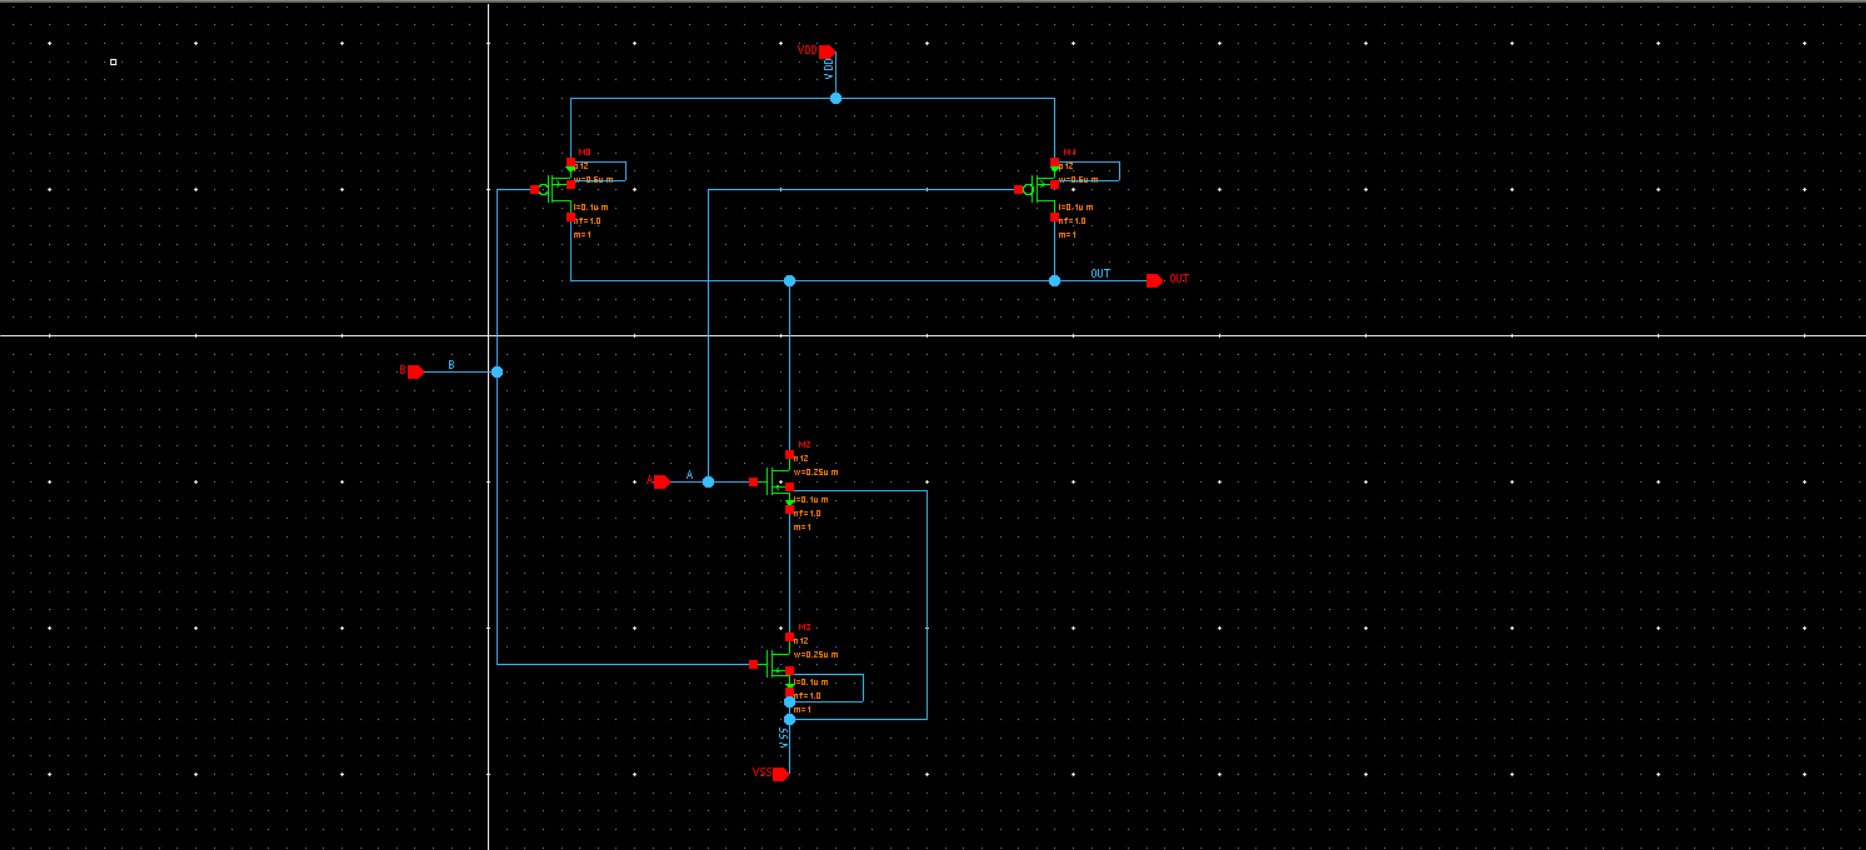 VDD
VDD
M0
p12
w=0.5u m
l=0.1u m
nf=1.0
m=1
M4
p12
w=0.5u m
l=0.1u m
nf=1.0
m=1
OUT
OUT
B
B
M2
n12
w=0.25u m
A
A
l=0.1u m
nf=1.0
m=1
M3
n12
w=0.25u m
l=0.1u m
nf=1.0
m=1
VSS
VSS